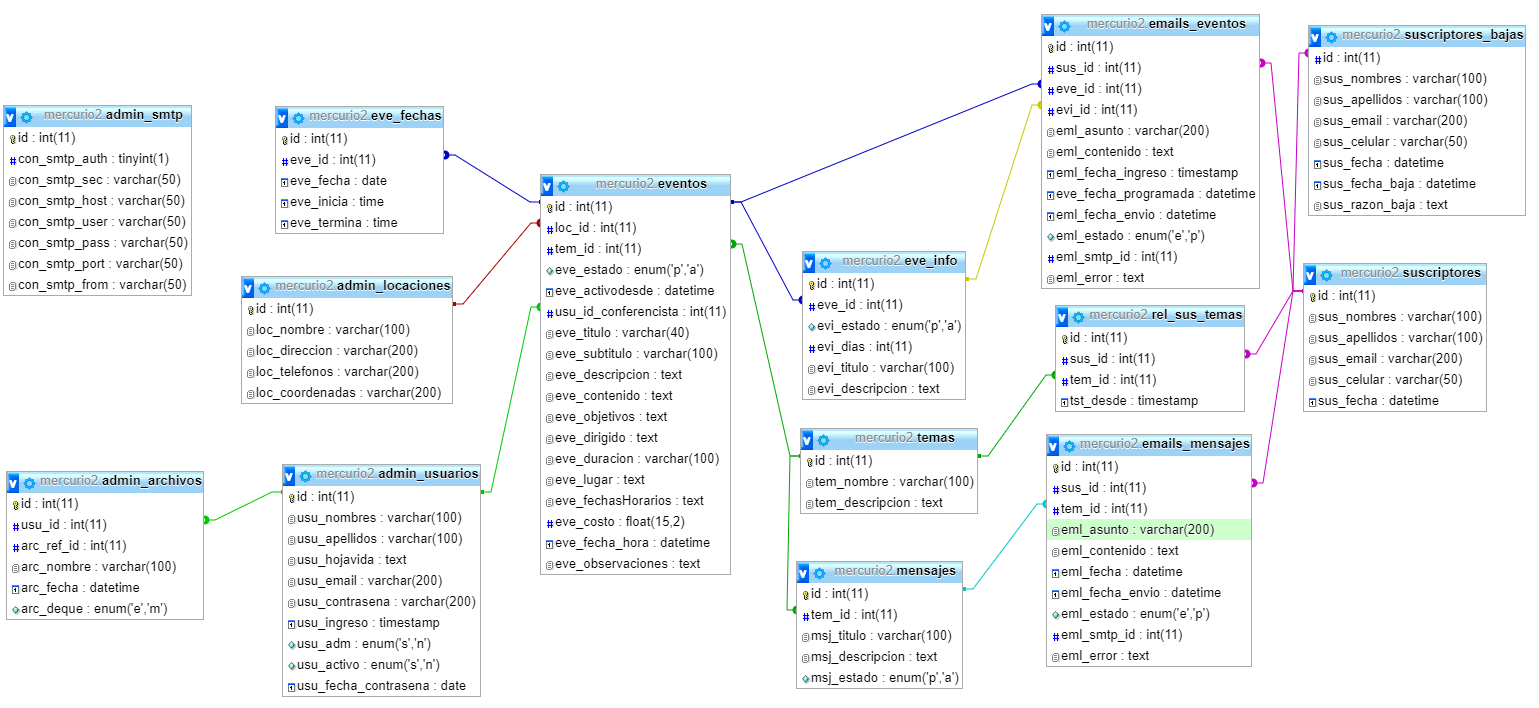 mercurio2.admin_smtp
id : int(11)
con_smtp_auth : tinyint(1)
con_smtp_sec : varchar(50)
con_smtp_host : varchar(50)
con_smtp_user : varchar(50)
con_smtp_pass : varchar(50)
con_smtp_port : varchar(50)
con_smtp_from : varchar(50)
mercurio2.eve_fechas
id : int(11)
eve_id : int(11)
eve_fecha : date
eve_inicia : time
eve_termina : time
mercurio2.admin_locaciones
id : int(11)
loc_nombre : varchar(100)
loc_direccion : varchar(200)
loc_telefonos : varchar(200)
loc_coordenadas : varchar(200)
mercurio2.admin_archivos
id : int(11)
usu_id : int(11)
arc_ref_id : int(11)
arc_nombre : varchar(100)
arc_fecha : datetime
arc_deque : enum('e','m')
mercurio2.admin_usuarios
id : int(11)
usu_nombres : varchar(100)
usu_apellidos : varchar(100)
usu_hojavida : text
usu_email : varchar(200)
usu_contrasena : varchar(200)
usu_ingreso : timestamp
usu_adm : enum('s','n')
usu_activo : enum('s','n')
usu_fecha_contrasena : date
mercurio2.eventos
id : int(11)
loc_id : int(11)
tem_id : int(11)
eve_estado : enum('p','a')
eve_activodesde : datetime
usu_id_conferencista : int(11)
eve_titulo : varchar(40)
eve_subtitulo : varchar(100)
eve_descripcion : text
eve_contenido : text
eve_objetivos : text
eve_dirigido : text
eve_duracion : varchar(100)
eve_lugar : text
eve_fechasHorarios : text
eve_costo : float(15,2)
eve_fecha_hora : datetime
eve_observaciones : text
mercurio2.eve_info
id : int(11)
eve_id : int(11)
evi_estado : enum('p','a')
evi_dias : int(11)
evi_titulo : varchar(100)
evi_descripcion : text
mercurio2.temas
id : int(11)
tem_nombre : varchar(100)
tem_descripcion : text
mercurio2.mensajes
id : int(11)
tem_id : int(11)
msj_titulo : varchar(100)
msj_descripcion : text
msj_estado : enum('p','a')
mercurio2.emails_eventos
id : int(11)
sus_id : int(11)
eve_id : int(11)
evi_id : int(11)
eml_asunto : varchar(200)
eml_contenido : text
eml_fecha_ingreso : timestamp
eve_fecha_programada : datetime
eml_fecha_envio : datetime
eml_estado : enum('e','p')
eml_smtp_id : int(11)
eml_error : text
mercurio2.rel_sus_temas
id : int(11)
sus_id : int(11)
tem_id : int(11)
tst_desde : timestamp
mercurio2.emails_mensajes
id : int(11)
sus_id : int(11)
tem_id : int(11)
eml_asunto : varchar(200)
eml_contenido : text
eml_fecha : datetime
eml_fecha_envio : datetime
eml_estado : enum('e','p')
eml_smtp_id : int(11)
eml_error : text
mercurio2.suscriptores_bajas
id : int(11)
sus_nombres : varchar(100)
sus_apellidos : varchar(100)
sus_email : varchar(200)
sus_celular : varchar(50)
sus_fecha : datetime
sus_fecha_baja : datetime
sus_razon_baja : text
mercurio2.suscriptores
id : int(11)
sus_nombres : varchar(100)
sus_apellidos : varchar(100)
sus_email : varchar(200)
sus_celular : varchar(50)
sus_fecha : datetime